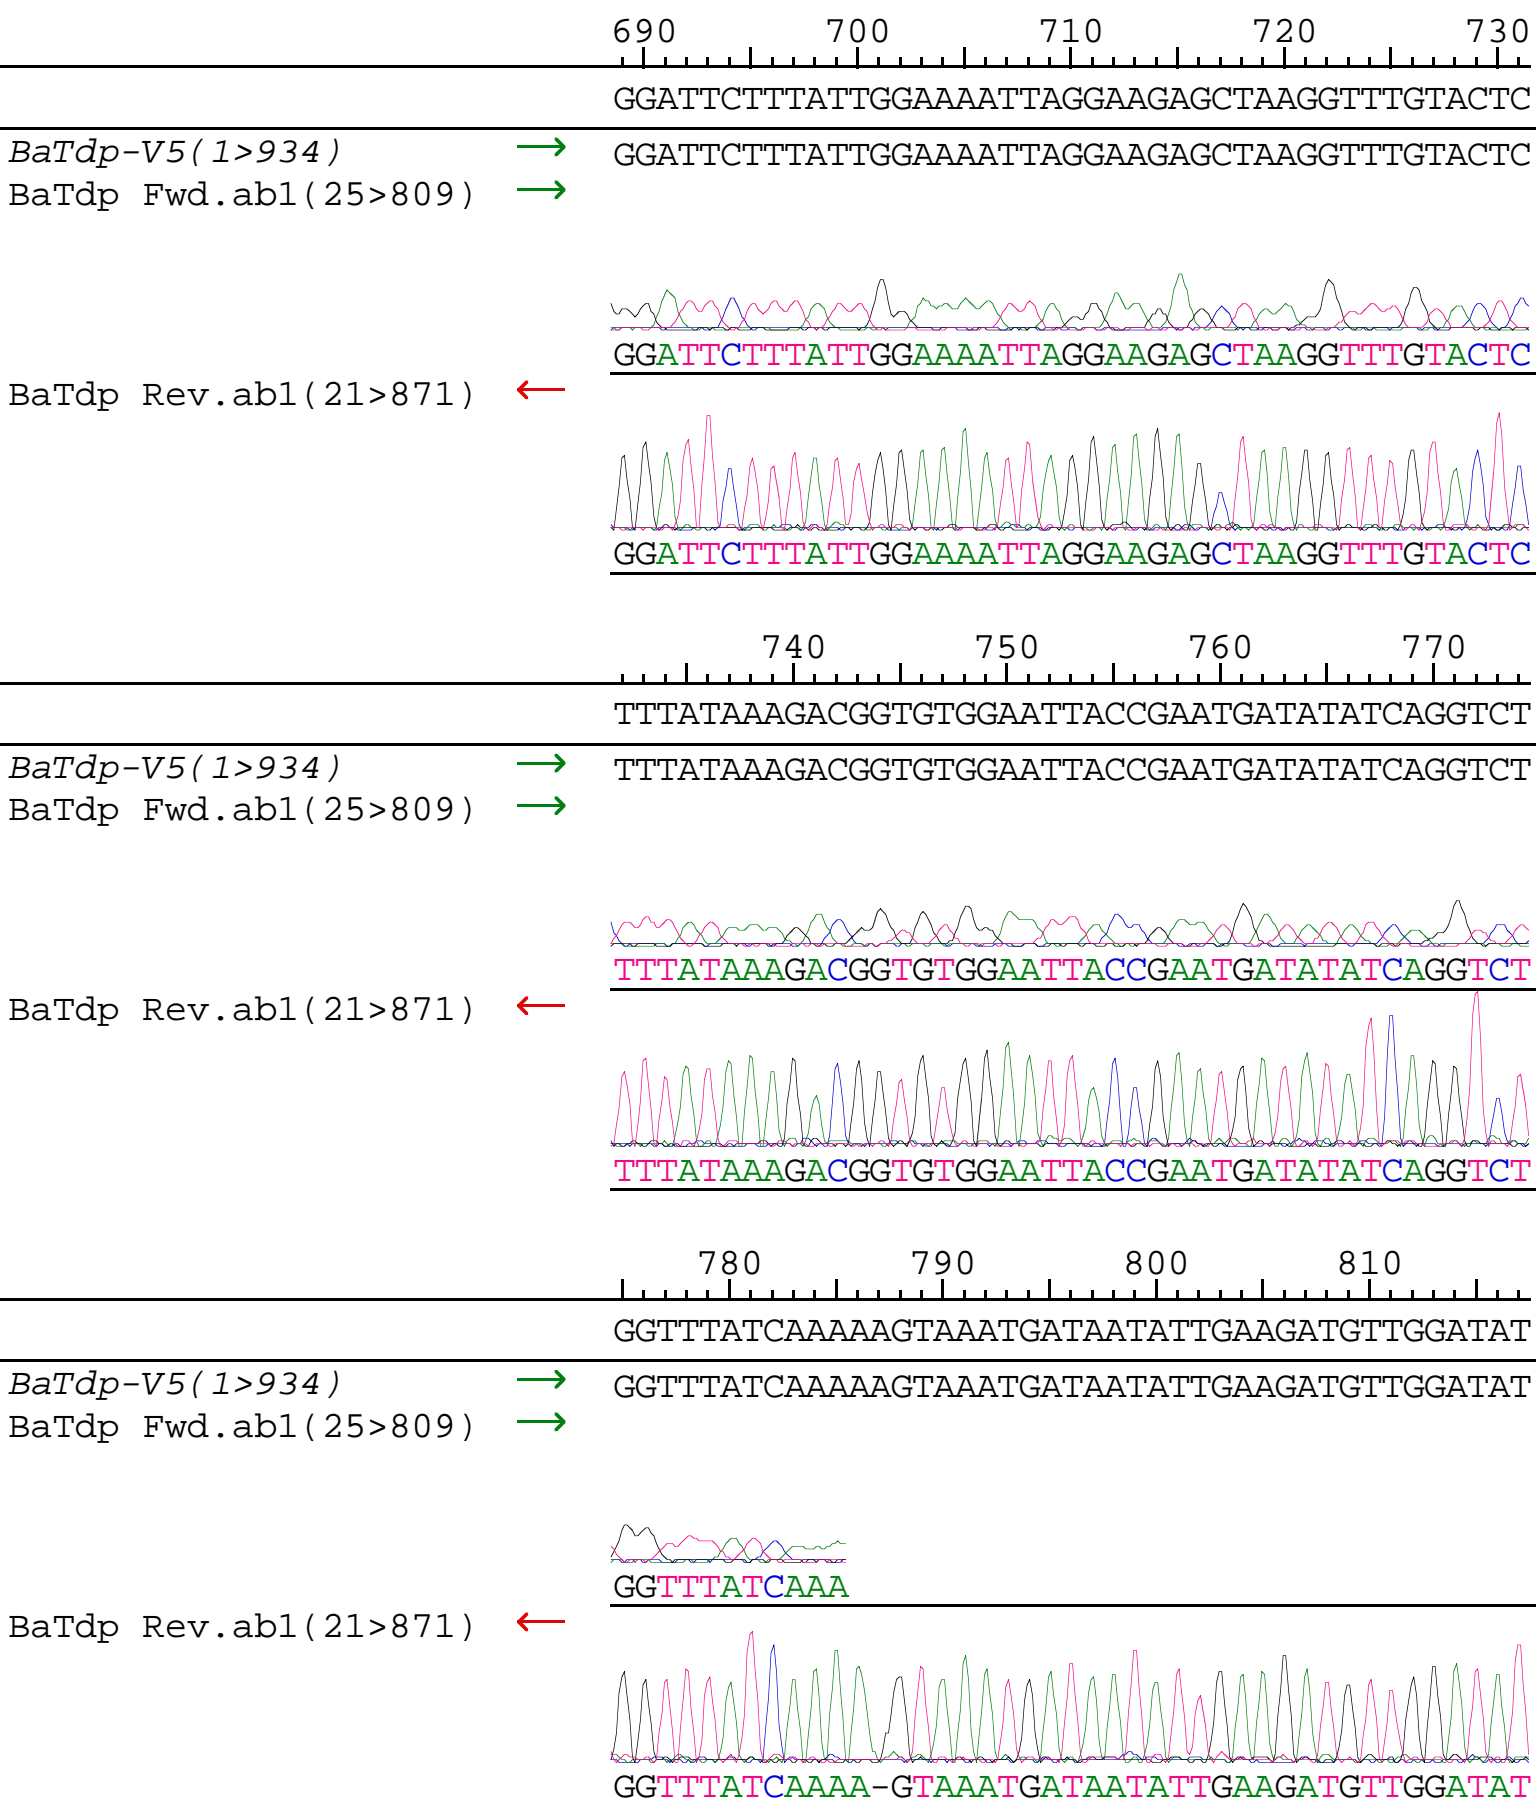 690 700 710 720 730
GGATTCTTTATTGGAAAATTAGGAAGAGCTAAGGTTTGTACTC
BaTdp-V5(1>934) → GGATTCTTTATTGGAAAATTAGGAAGAGCTAAGGTTTGTACTC
BaTdp Fwd.ab1(25>809) →
GGATTCTTTATTGGAAAATTAGGAAGAGCTAAGGTTTGTACTC
BaTdp Rev.ab1(21>871) ←
GGATTCTTTATTGGAAAATTAGGAAGAGCTAAGGTTTGTACTC
740 750 760 770
TTTATAAAGACGGTGTGGAATTACCGAATGATATATCAGGTCT
BaTdp-V5(1>934) → TTTATAAAGACGGTGTGGAATTACCGAATGATATATCAGGTCT
BaTdp Fwd.ab1(25>809) →
TTTATAAAGACGGTGTGGAATTACCGAATGATATATCAGGTCT
BaTdp Rev.ab1(21>871) ←
TTTATAAAGACGGTGTGGAATTACCGAATGATATATCAGGTCT
780 790 800 810
GGTTTATCAAAAAGTAAATGATAATATTGAAGATGTTGGATAT
BaTdp-V5(1>934) → GGTTTATCAAAAAGTAAATGATAATATTGAAGATGTTGGATAT
BaTdp Fwd.ab1(25>809) →
GGTTTATCAAA
BaTdp Rev.ab1(21>871) ←
GGTTTATCAAAA-GTAAATGATAATATTGAAGATGTTGGATAT